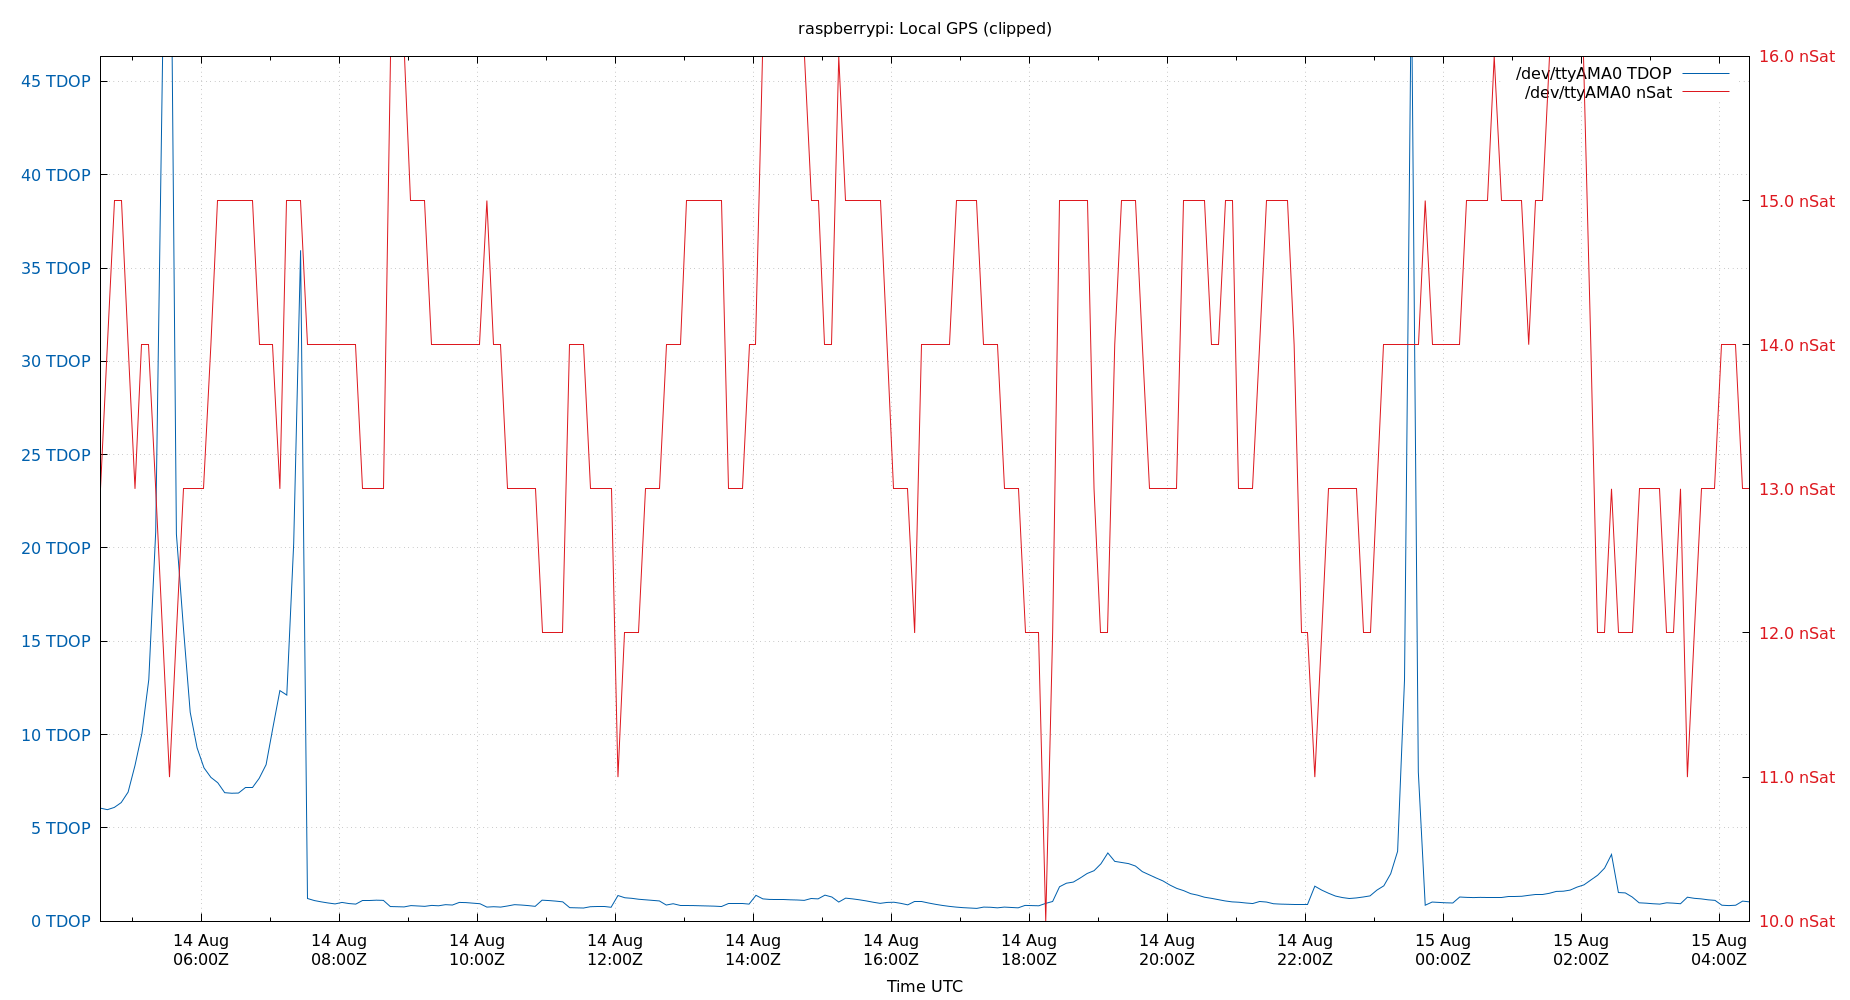 raspberrypi: Local GPS (clipped)
/dev/ttyAMA0 TDOP
/dev/ttyAMA0 nSat
45 TDOP
40 TDOP
35 TDOP
30 TDOP
25 TDOP
20 TDOP
15 TDOP
10 TDOP
5 TDOP
0 TDOP
16.0 nSat
15.0 nSat
14.0 nSat
13.0 nSat
12.0 nSat
11.0 nSat
10.0 nSat
14 Aug 14 Aug 14 Aug 14 Aug 14 Aug 14 Aug 14 Aug 14 Aug 14 Aug 15 Aug 15 Aug 15 Aug
06:00Z 08:00Z 10:00Z 12:00Z 14:00Z 16:00Z 18:00Z 20:00Z 22:00Z 00:00Z 02:00Z 04:00Z
Time UTC